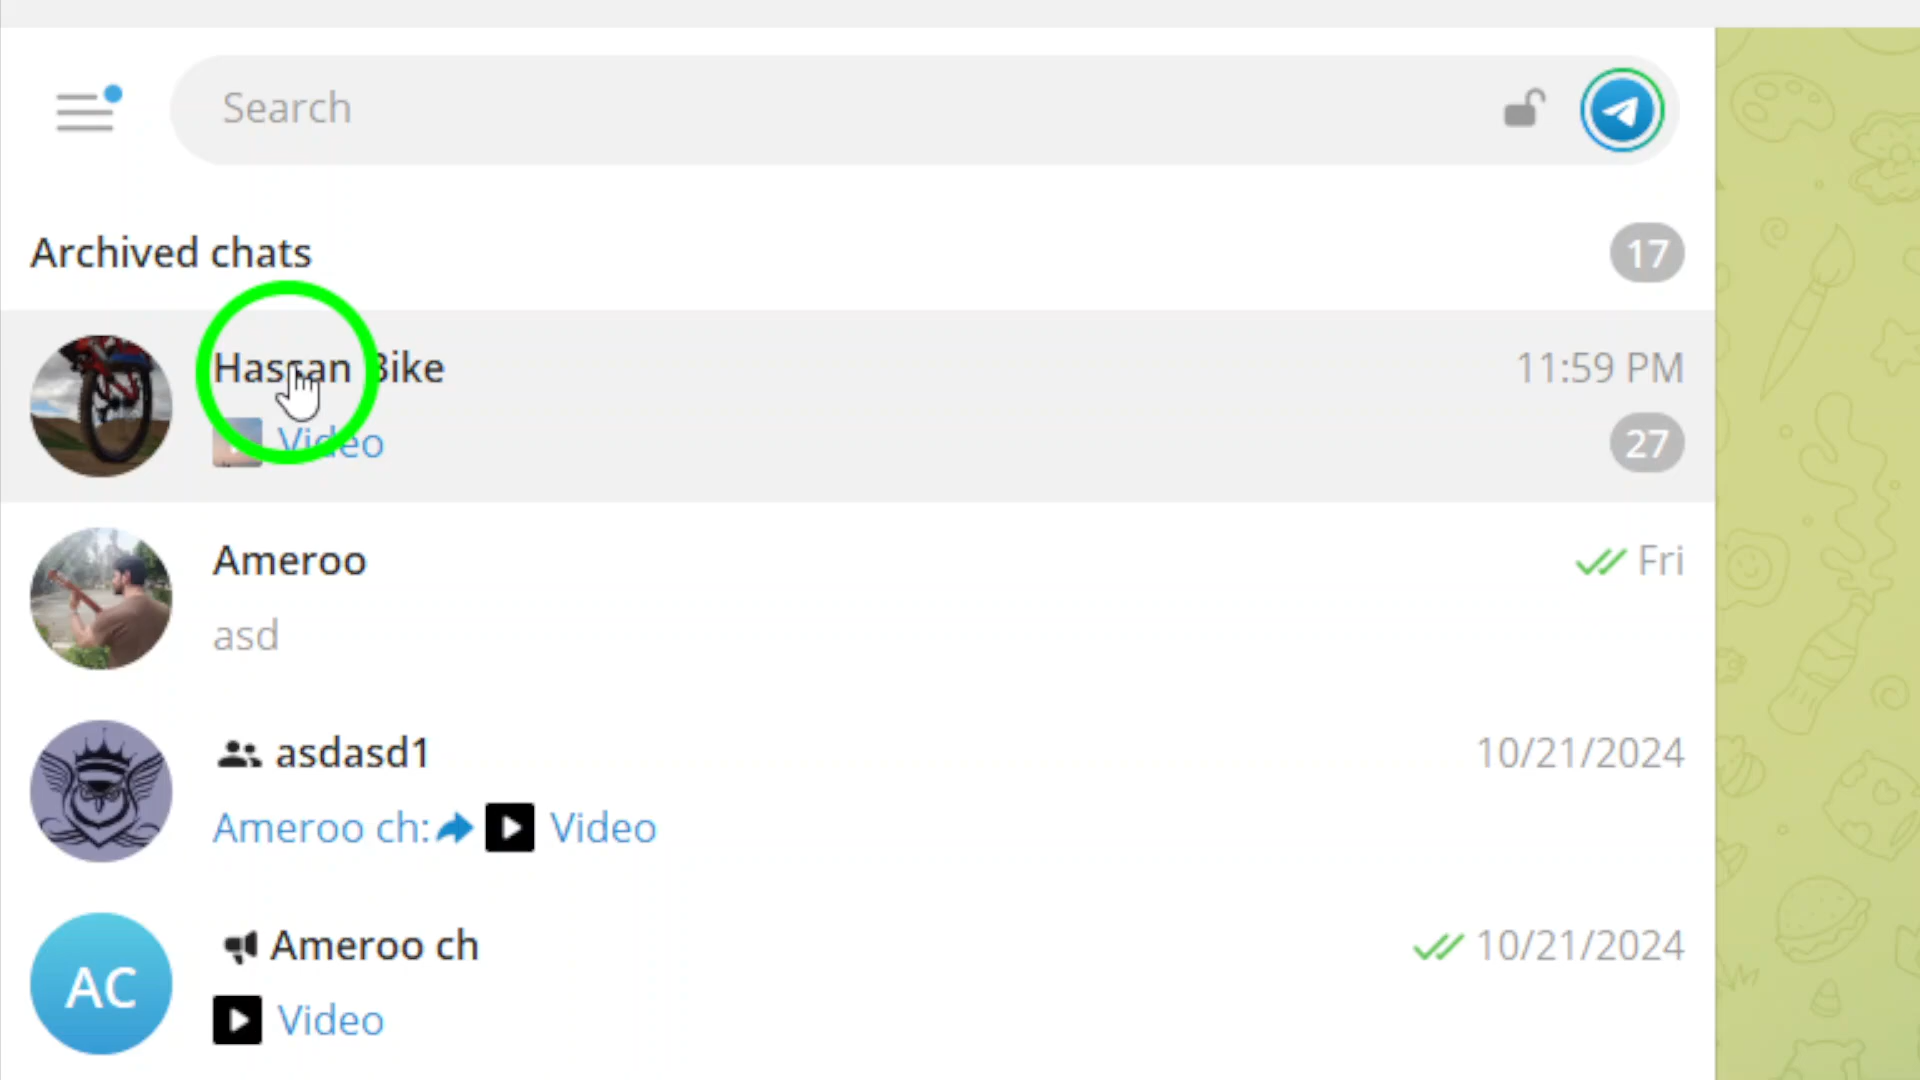 Search
Archived chats 17
Hassan Bike 11:59 PM
Video 27
Ameroo Fri
asd
asdasd1 10/21/2024
Ameroo ch: Video
AC
Ameroo ch 10/21/2024
Video